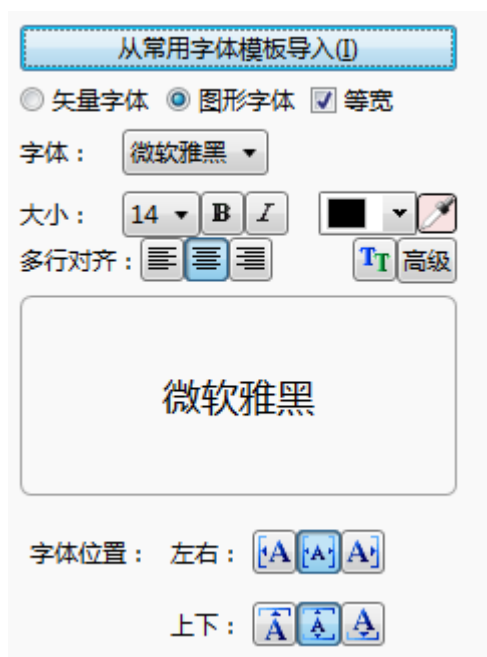 从常用字体模板导入(I)
矢量字体 图形字体 等宽
字体： 微软雅黑
大小： 14 B I
多行对齐： TT 高级
微软雅黑
字体位置： 左右： A A A
上下： A A A